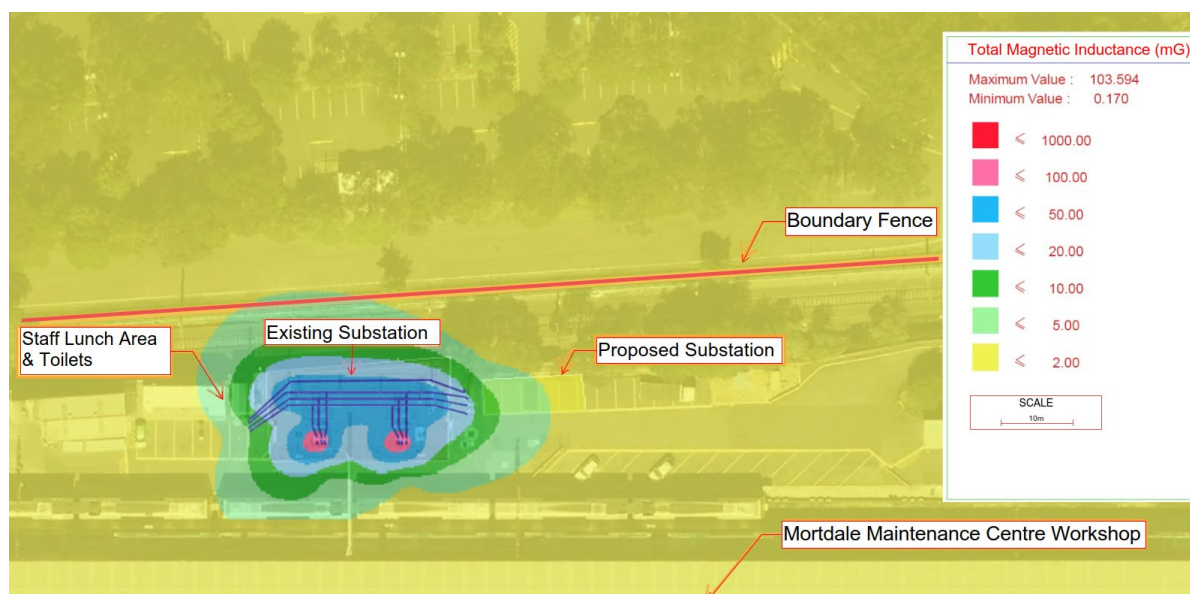 Total Magnetic Inductance (mG)
Maximum Value : 103.594
Minimum Value : 0.170
⩽ 1000.00
⩽ 100.00
⩽ 50.00
⩽ 20.00
⩽ 10.00
⩽ 5.00
⩽ 2.00
SCALE
10m
Boundary Fence
Staff Lunch Area
& Toilets
Existing Substation
Proposed Substation
Mortdale Maintenance Centre Workshop